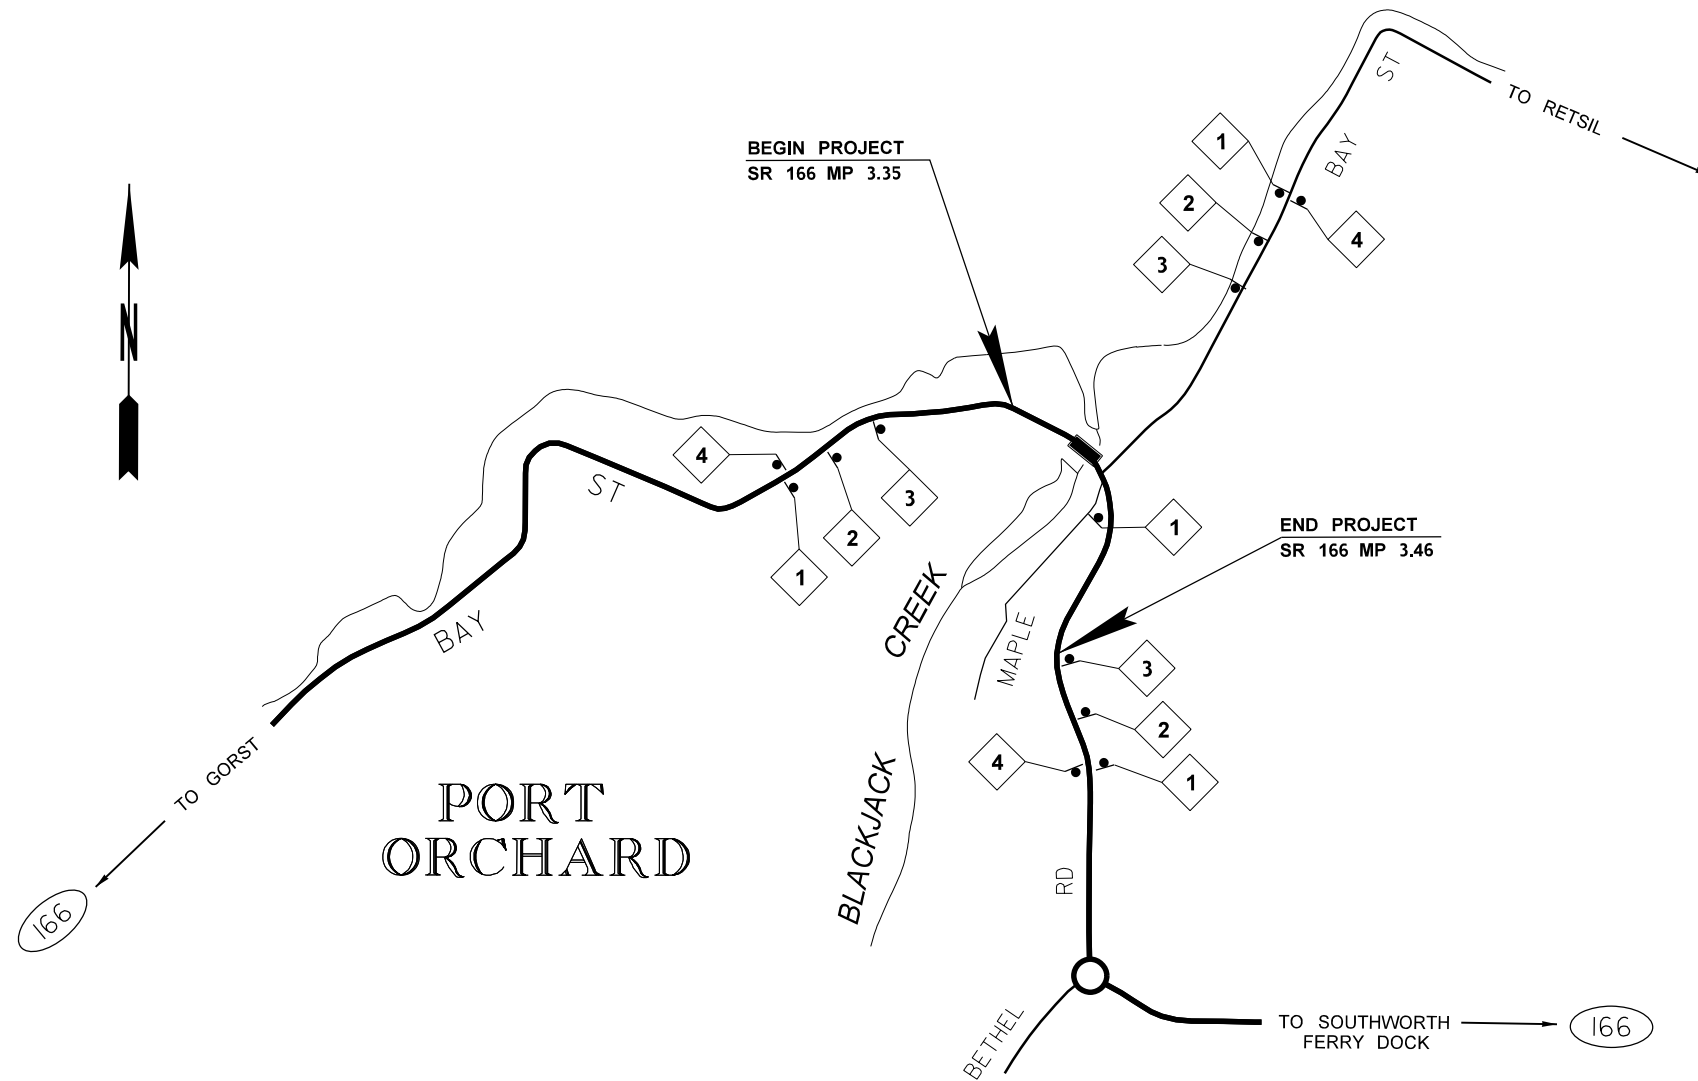 ST
TO RETSIL
BAY
1
BEGIN PROJECT
SR 166 MP 3.35
2
4
3
N
4
ST
3
1
2
END PROJECT
SR 166 MP 3.46
1
CREEK
BAY
MAPLE
3
2
TO GORST
4
1
PORT
ORCHARD
BLACKJACK
RD
166
BETHEL
TO SOUTHWORTH
FERRY DOCK
166